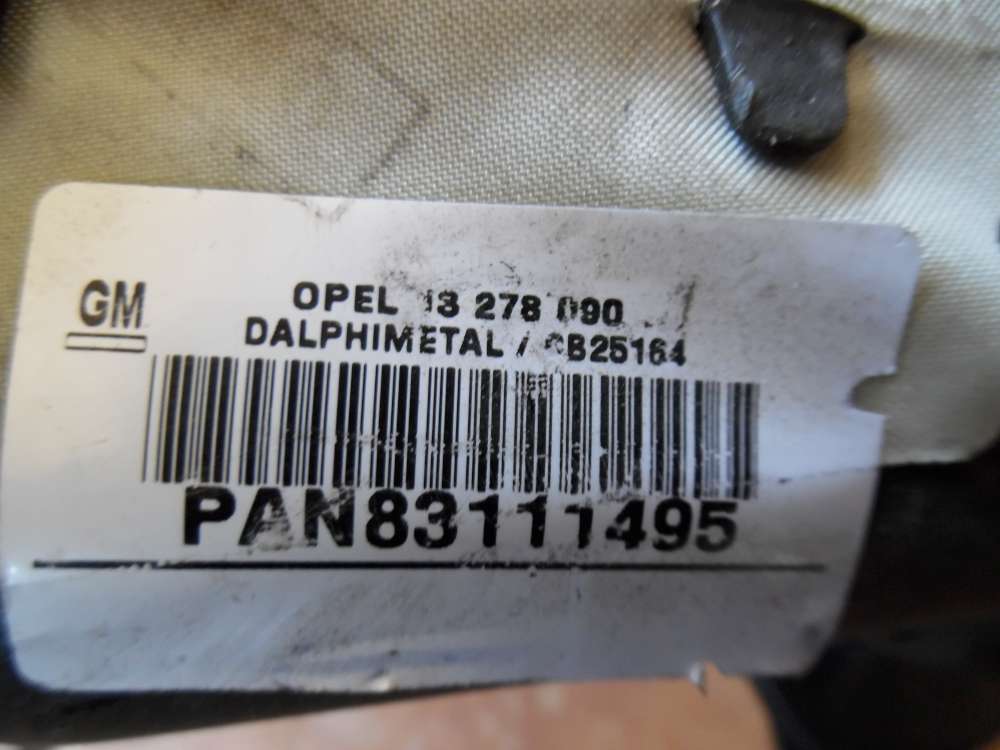 GM
OPEL 13 278 090
DALPHIMETAL / CB25164
PAN83111495